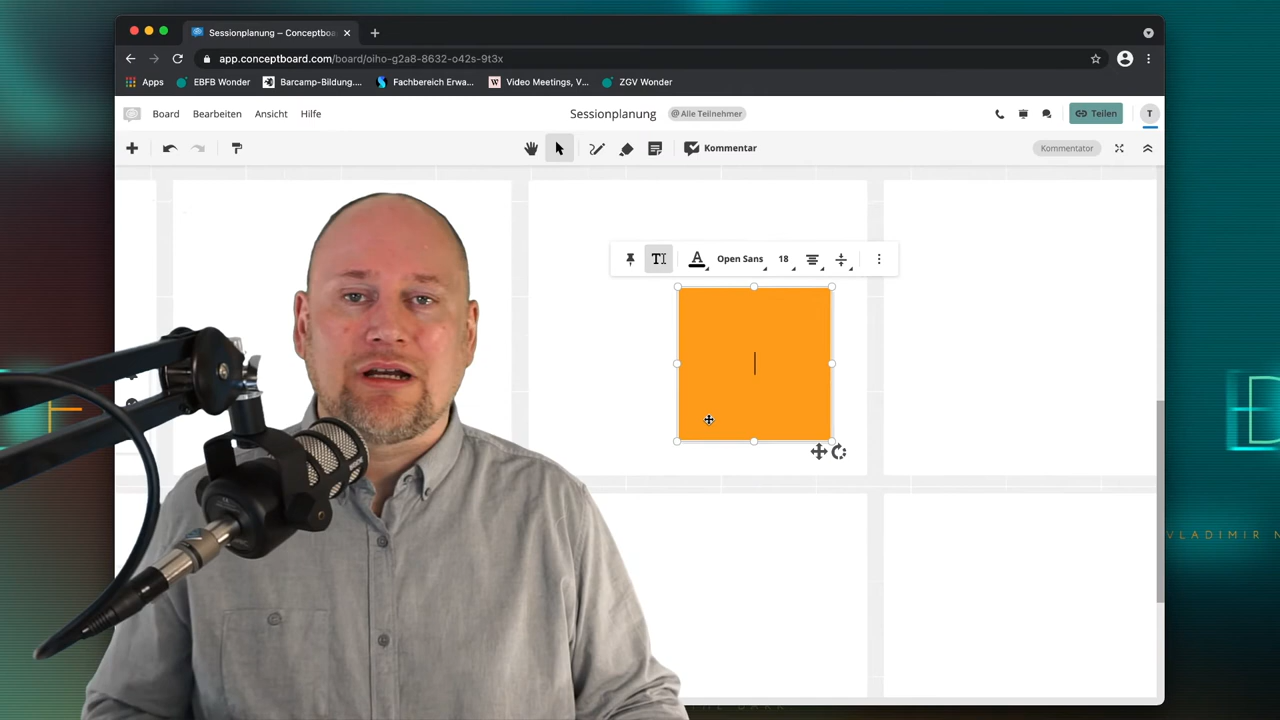 Sessionplanung – Conceptboa
app.conceptboard.com/board/oiho-g2a8-8632-o42s-9t3x
Apps
EBFB Wonder
Barcamp-Bildung....
Fachbereich Erwa...
Video Meetings, V...
ZGV Wonder
Board
Bearbeiten
Ansicht
Hilfe
Sessionplanung
@ Alle Teilnehmer
Teilen
T
Kommentar
Kommentator
Open Sans
18
VLADIMIR N